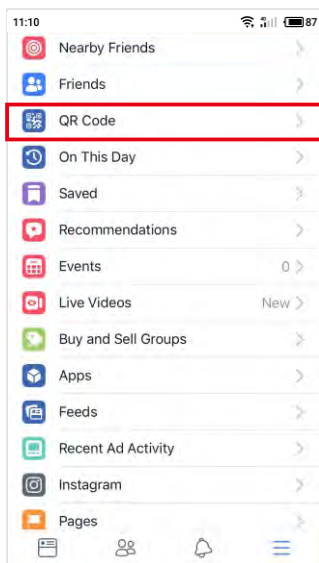 11:10 87
Nearby Friends
Friends
QR Code
On This Day
Saved
Recommendations
Events 0
Live Videos New
Buy and Sell Groups
Apps
Feeds
Recent Ad Activity
Instagram
Pages